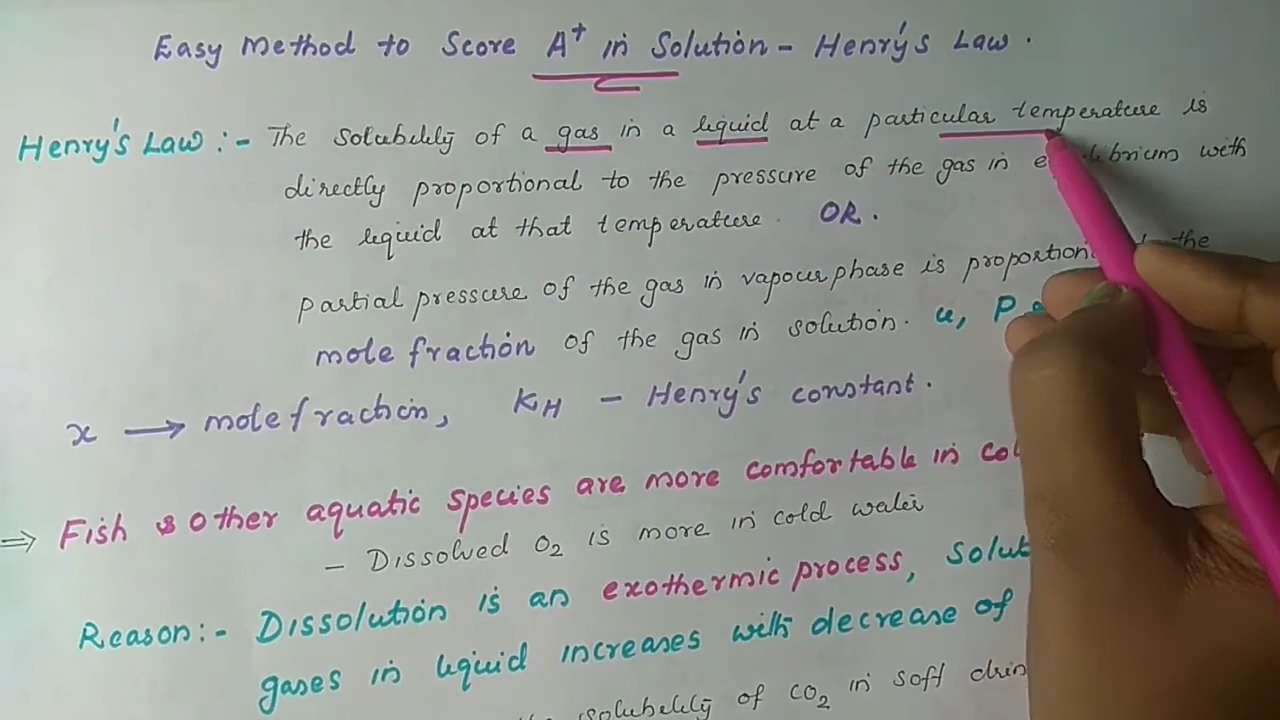 Easy Method to Score A+ in Solution - Henry's Law.
Henry's Law :- The Solubility of a gas in a liquid at a particular temperature is
directly proportional to the pressure of the gas in with
the liquid at that temperature. OR.
partial pressure of the gas in vapour phase is the
mole fraction of the gas in solution. P
x → mole fraction, KH - Henry's constant.
⇒ Fish & Other aquatic species are more comfortable in
- Dissolved O2 is more in cold water
Reason:- Dissolution is an exothermic process,
gases in liquid increases with decrease of
solubility of CO2 in soft